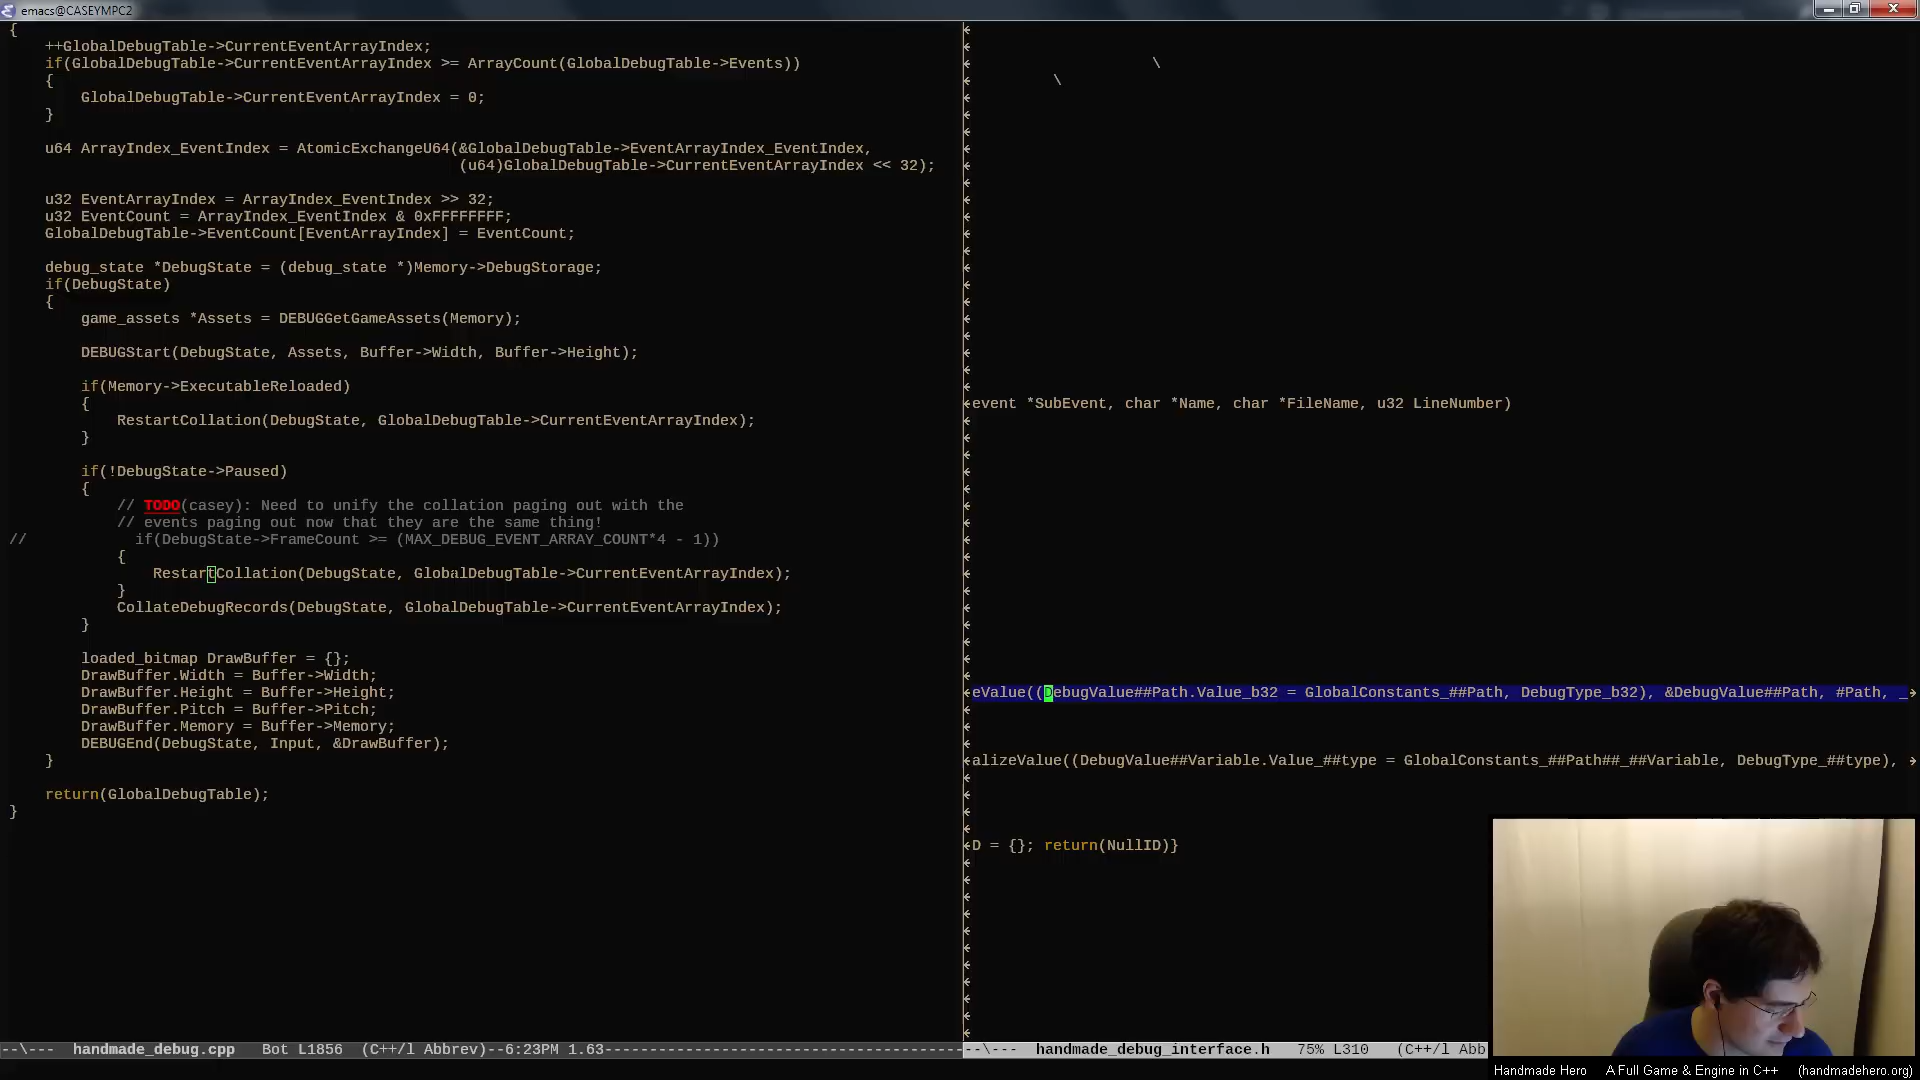 emacs@CASEYMPC2
{
    ++GlobalDebugTable->CurrentEventArrayIndex;
    if(GlobalDebugTable->CurrentEventArrayIndex >= ArrayCount(GlobalDebugTable->Events))
    {
        GlobalDebugTable->CurrentEventArrayIndex = 0;
    }
    u64 ArrayIndex_EventIndex = AtomicExchangeU64(&GlobalDebugTable->EventArrayIndex_EventIndex,
                                                  (u64)GlobalDebugTable->CurrentEventArrayIndex << 32);
    u32 EventArrayIndex = ArrayIndex_EventIndex >> 32;
    u32 EventCount = ArrayIndex_EventIndex & 0xFFFFFFFF;
    GlobalDebugTable->EventCount[EventArrayIndex] = EventCount;
    debug_state *DebugState = (debug_state *)Memory->DebugStorage;
    if(DebugState)
    {
        game_assets *Assets = DEBUGGetGameAssets(Memory);
        DEBUGStart(DebugState, Assets, Buffer->Width, Buffer->Height);
        if(Memory->ExecutableReloaded)
        {
            RestartCollation(DebugState, GlobalDebugTable->CurrentEventArrayIndex);
        }
        if(!DebugState->Paused)
        {
            // TODO(casey): Need to unify the collation paging out with the
            // events paging out now that they are the same thing!
//            if(DebugState->FrameCount >= (MAX_DEBUG_EVENT_ARRAY_COUNT*4 - 1))
            {
                RestartCollation(DebugState, GlobalDebugTable->CurrentEventArrayIndex);
            }
            CollateDebugRecords(DebugState, GlobalDebugTable->CurrentEventArrayIndex);
        }
        loaded_bitmap DrawBuffer = {};
        DrawBuffer.Width = Buffer->Width;
        DrawBuffer.Height = Buffer->Height;
        DrawBuffer.Pitch = Buffer->Pitch;
        DrawBuffer.Memory = Buffer->Memory;
        DEBUGEnd(DebugState, Input, &DrawBuffer);
    }
    return(GlobalDebugTable);
}
--\---  handmade_debug.cpp   Bot L1856  (C++/l Abbrev)--6:23PM 1.63----------------------------------------
\
\
event *SubEvent, char *Name, char *FileName, u32 LineNumber)
eValue((DebugValue##Path.Value_b32 = GlobalConstants_##Path, DebugType_b32), &DebugValue##Path, #Path, _
alizeValue((DebugValue##Variable.Value_##type = GlobalConstants_##Path##_##Variable, DebugType_##type),
D = {}; return(NullID)}
--\---  handmade_debug_interface.h   75% L310   (C++/l Abb
Handmade Hero   A Full Game & Engine in C++   (handmadehero.org)